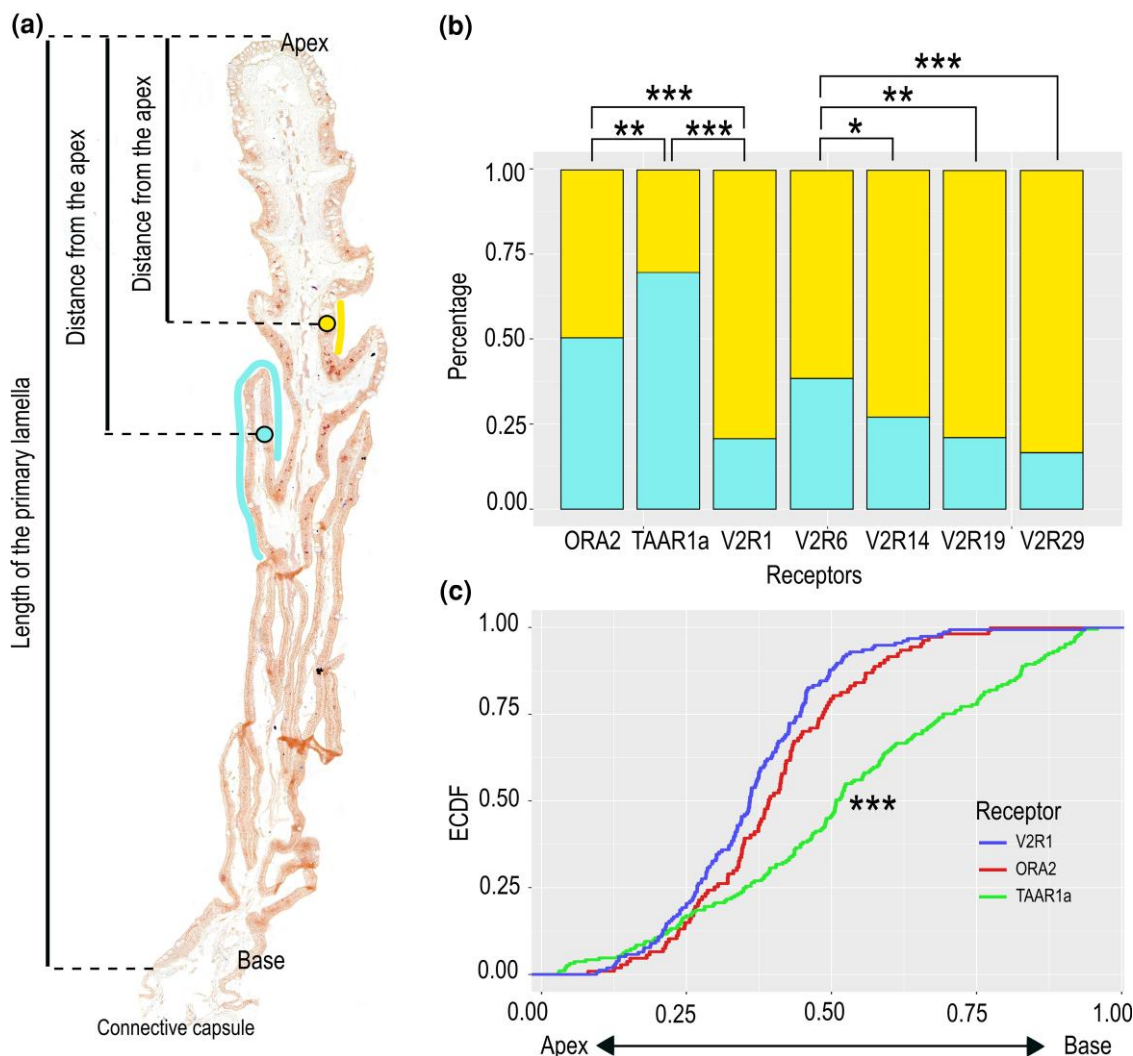 (a)
Apex
Distance from the apex
Distance from the apex
Length of the primary lamella
Base
Connective capsule
(b)
***
***
**
**
***
*
1.00
0.75
0.50
0.25
0.00
Percentage
ORA2 TAAR1a V2R1 V2R6 V2R14 V2R19 V2R29
Receptors
(c)
1.00
0.75
0.50
0.25
0.00
ECDF
***
Receptor
V2R1
ORA2
TAAR1a
0.00 0.25 0.50 0.75 1.00
Apex Base